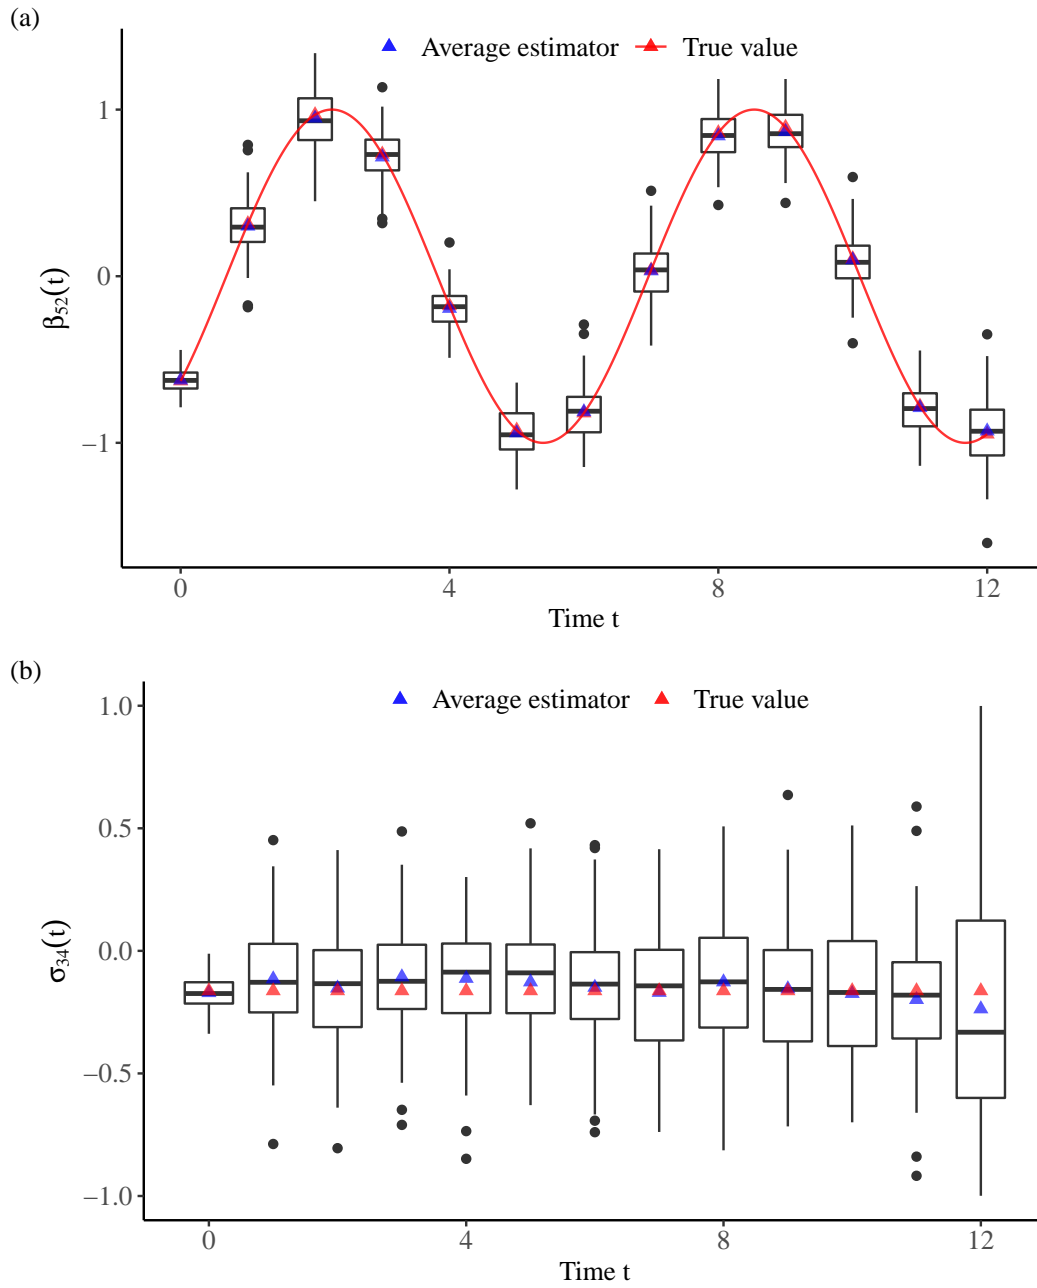 (a)
Average estimator True value
1
0
−1
β52(t)
0 4 8 12
Time t
(b)
Average estimator True value
1.0
0.5
0.0
−0.5
−1.0
σ34(t)
0 4 8 12
Time t